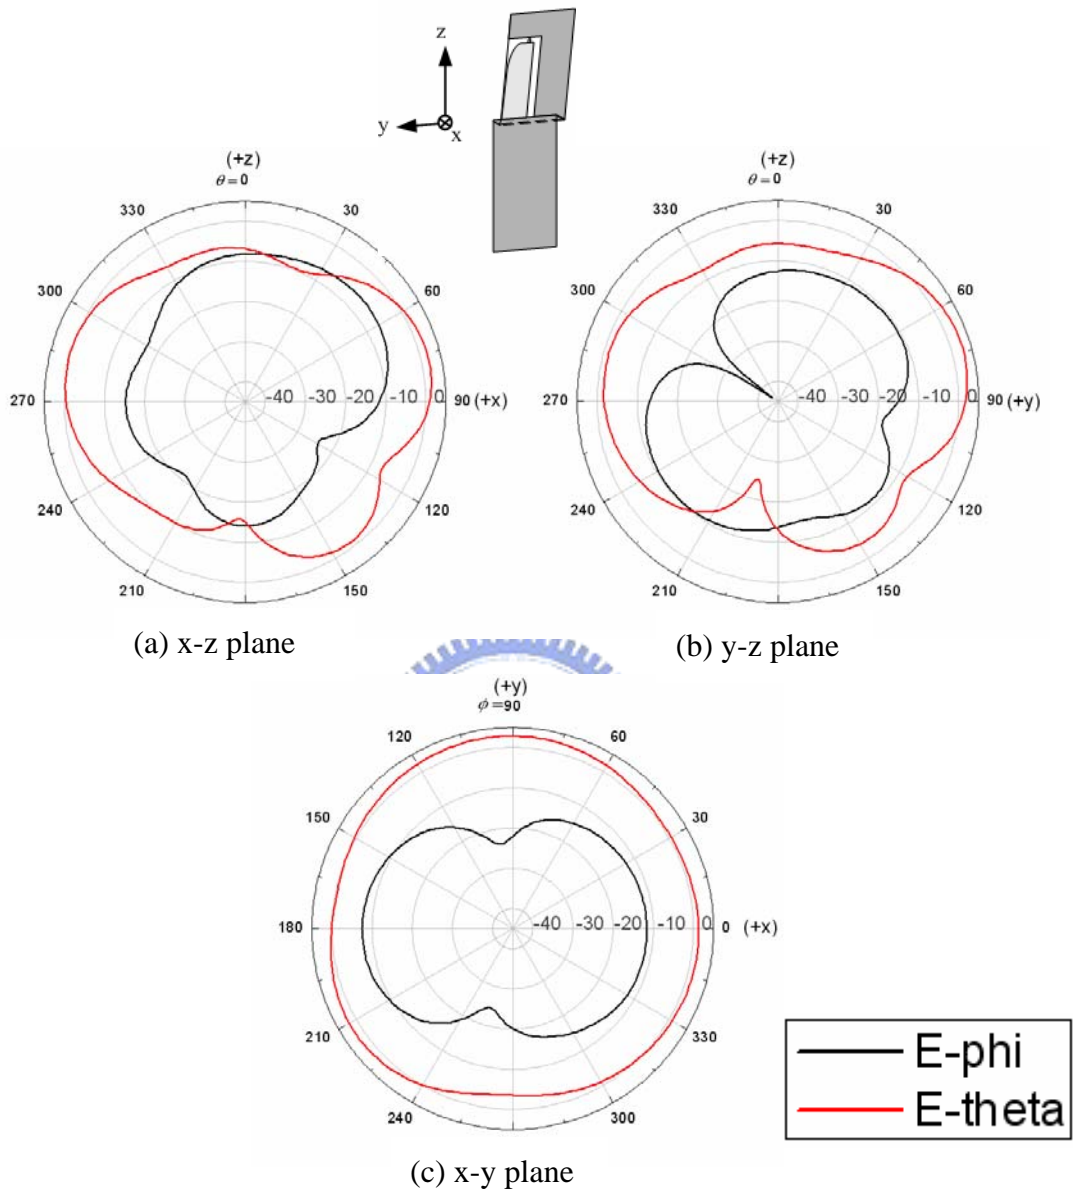 z
y
x
(+z)
θ=0
330
30
300
60
270
-40 -30 -20 -10 0
90 (+x)
240
120
210
150
(a) x-z plane
(+z)
θ=0
330
30
300
60
270
-40 -30 -20 -10 0
90 (+y)
240
120
210
150
(b) y-z plane
(+y)
ϕ=90
120
60
150
30
180
-40 -30 -20 -10 0
0 (+x)
210
330
240
300
(c) x-y plane
E-phi
E-theta